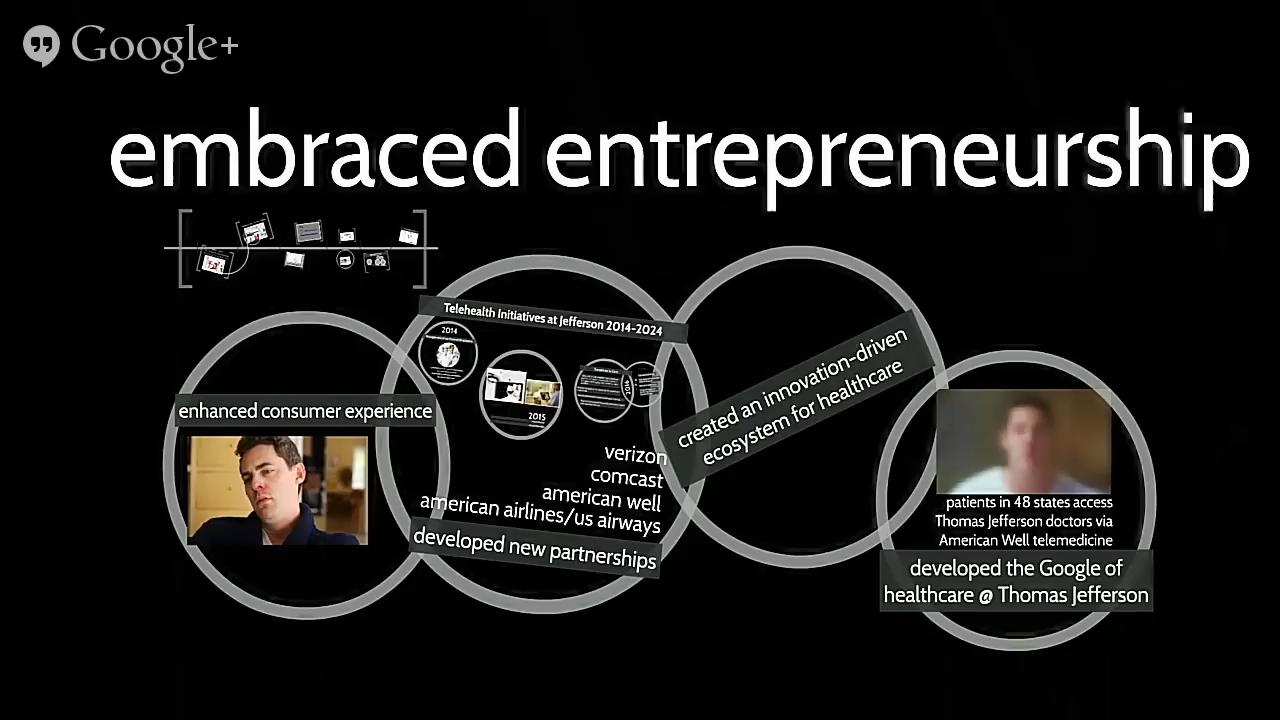 Google+
embraced entrepreneurship
Telehealth Initiatives at Jefferson 2014-2024
2014
2015
2016
enhanced consumer experience
verizon
comcast
american well
american airlines/us airways
developed new partnerships
created an innovation-driven
ecosystem for healthcare
patients in 48 states access
Thomas Jefferson doctors via
American Well telemedicine
developed the Google of
healthcare @ Thomas Jefferson